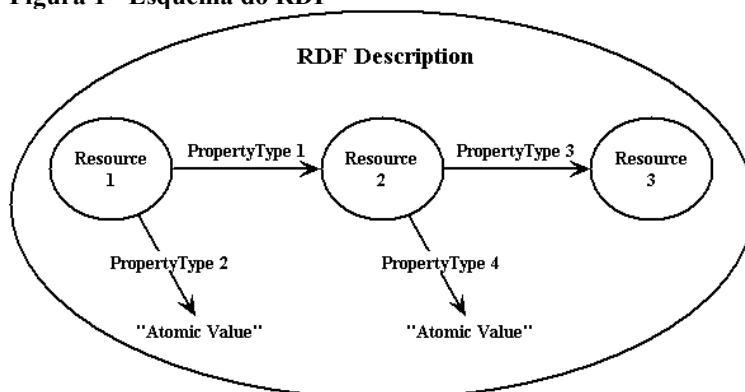 Figura 1 - Esquema do RDF
RDF Description
Resource
1
PropertyType 1
Resource
2
PropertyType 3
Resource
3
PropertyType 2
PropertyType 4
"Atomic Value"
"Atomic Value"